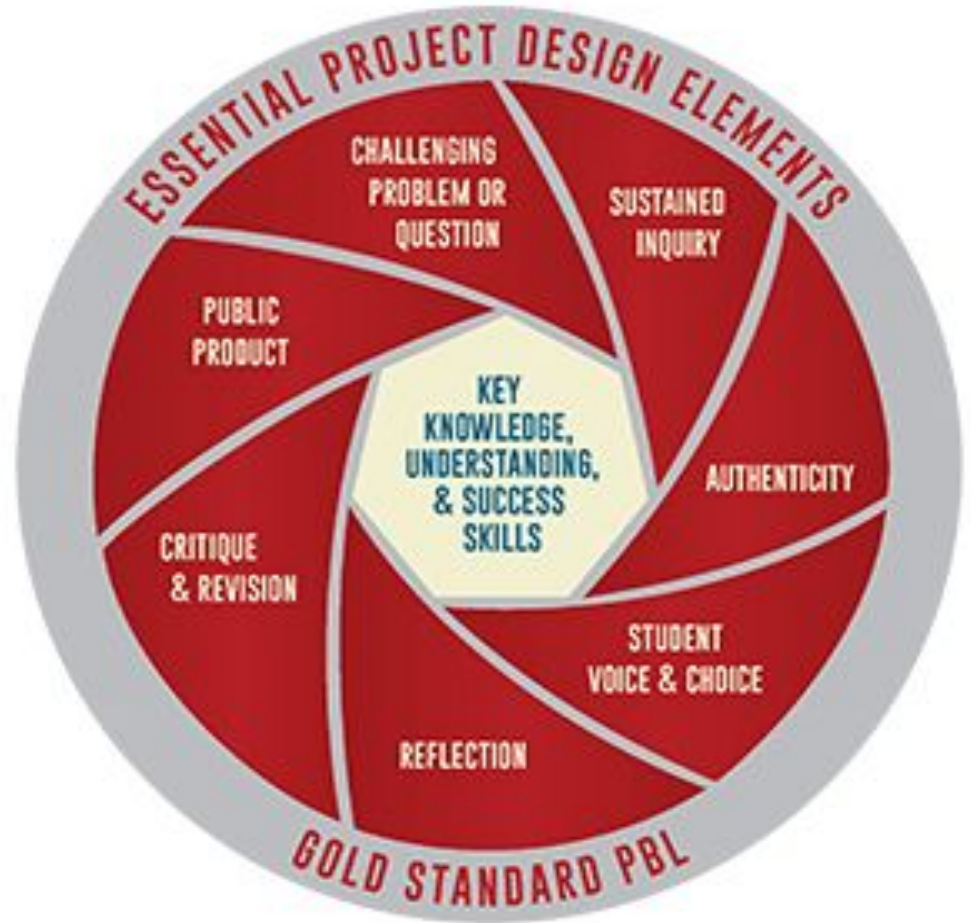 ESSENTIAL PROJECT DESIGN ELEMENTS
CHALLENGING
PROBLEM OR
QUESTION
SUSTAINED
INQUIRY
AUTHENTICITY
STUDENT
VOICE & CHOICE
REFLECTION
CRITIQUE
& REVISION
PUBLIC
PRODUCT
KEY
KNOWLEDGE,
UNDERSTANDING,
& SUCCESS
SKILLS
GOLD STANDARD PBL